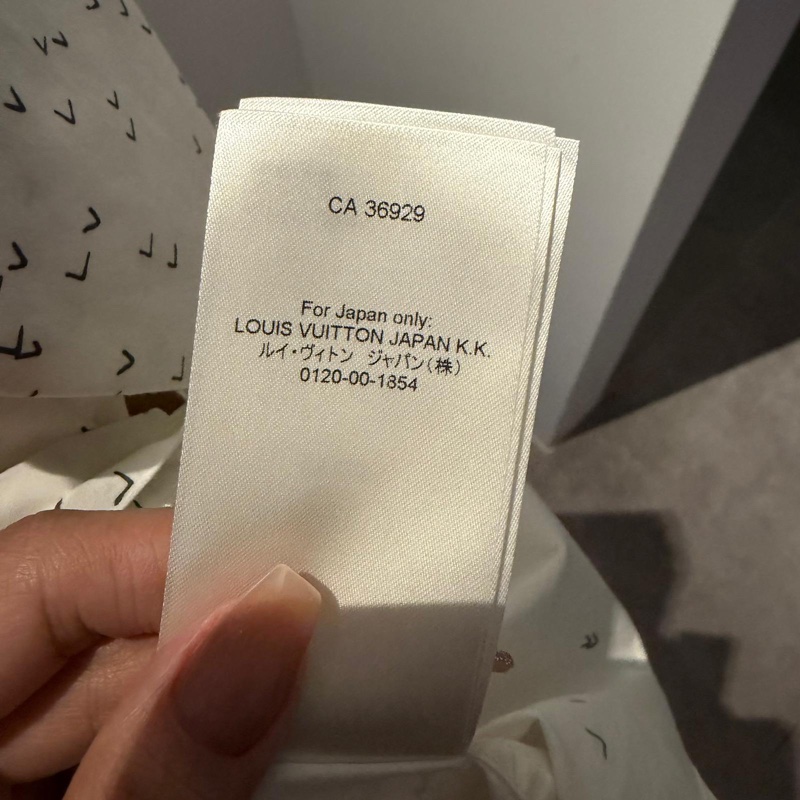 CA 36929
For Japan only:
LOUIS VUITTON JAPAN K.K.
ルイ・ヴィトン ジャパン(株)
0120-00-1854